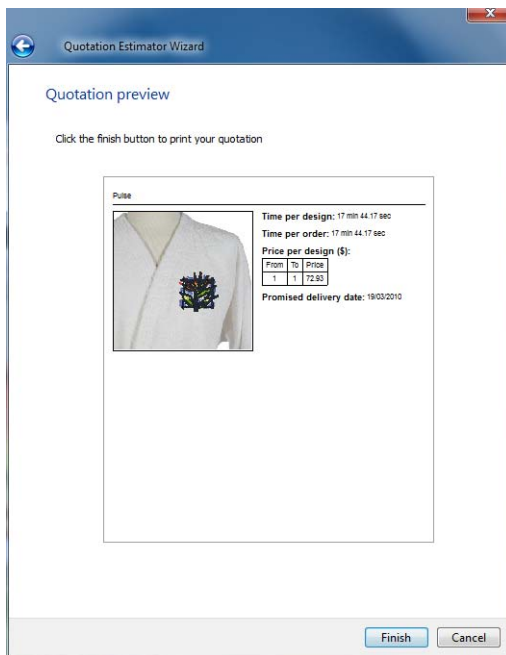 Quotation Estimator Wizard
Quotation preview
Click the finish button to print your quotation
Pulse
Time per design: 17 min 44.17 sec
Time per order: 17 min 44.17 sec
Price per design ($):
From To Price
1 1 72.93
Promised delivery date: 19/03/2010
Finish Cancel